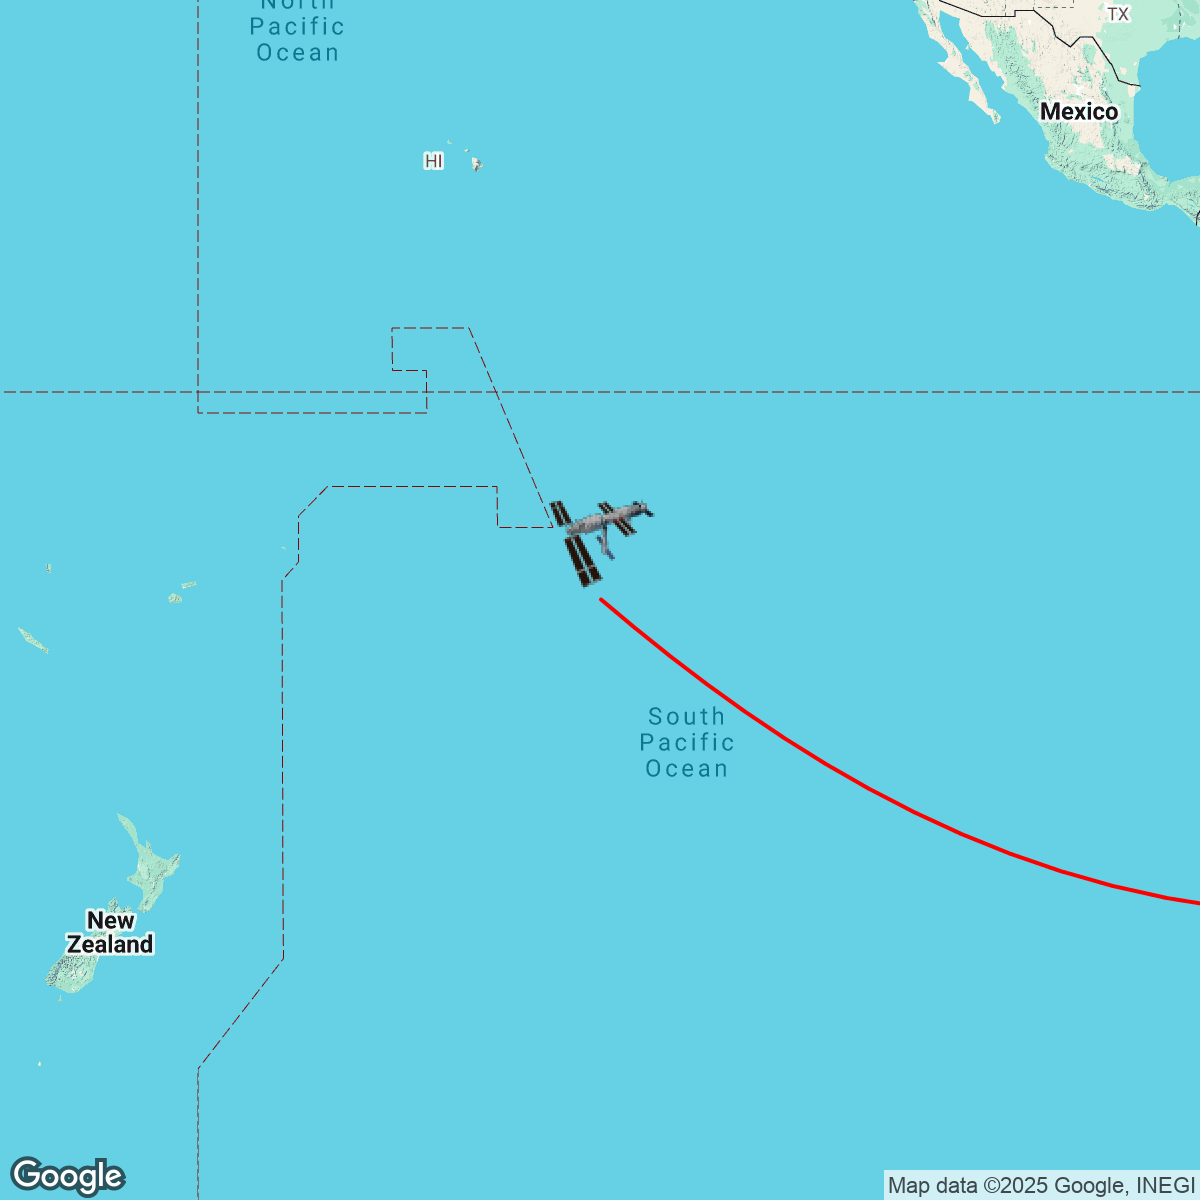 North
Pacific
Ocean
TX
Mexico
HI
South
Pacific
Ocean
New
Zealand
Google
Map data ©2025 Google, INEGI